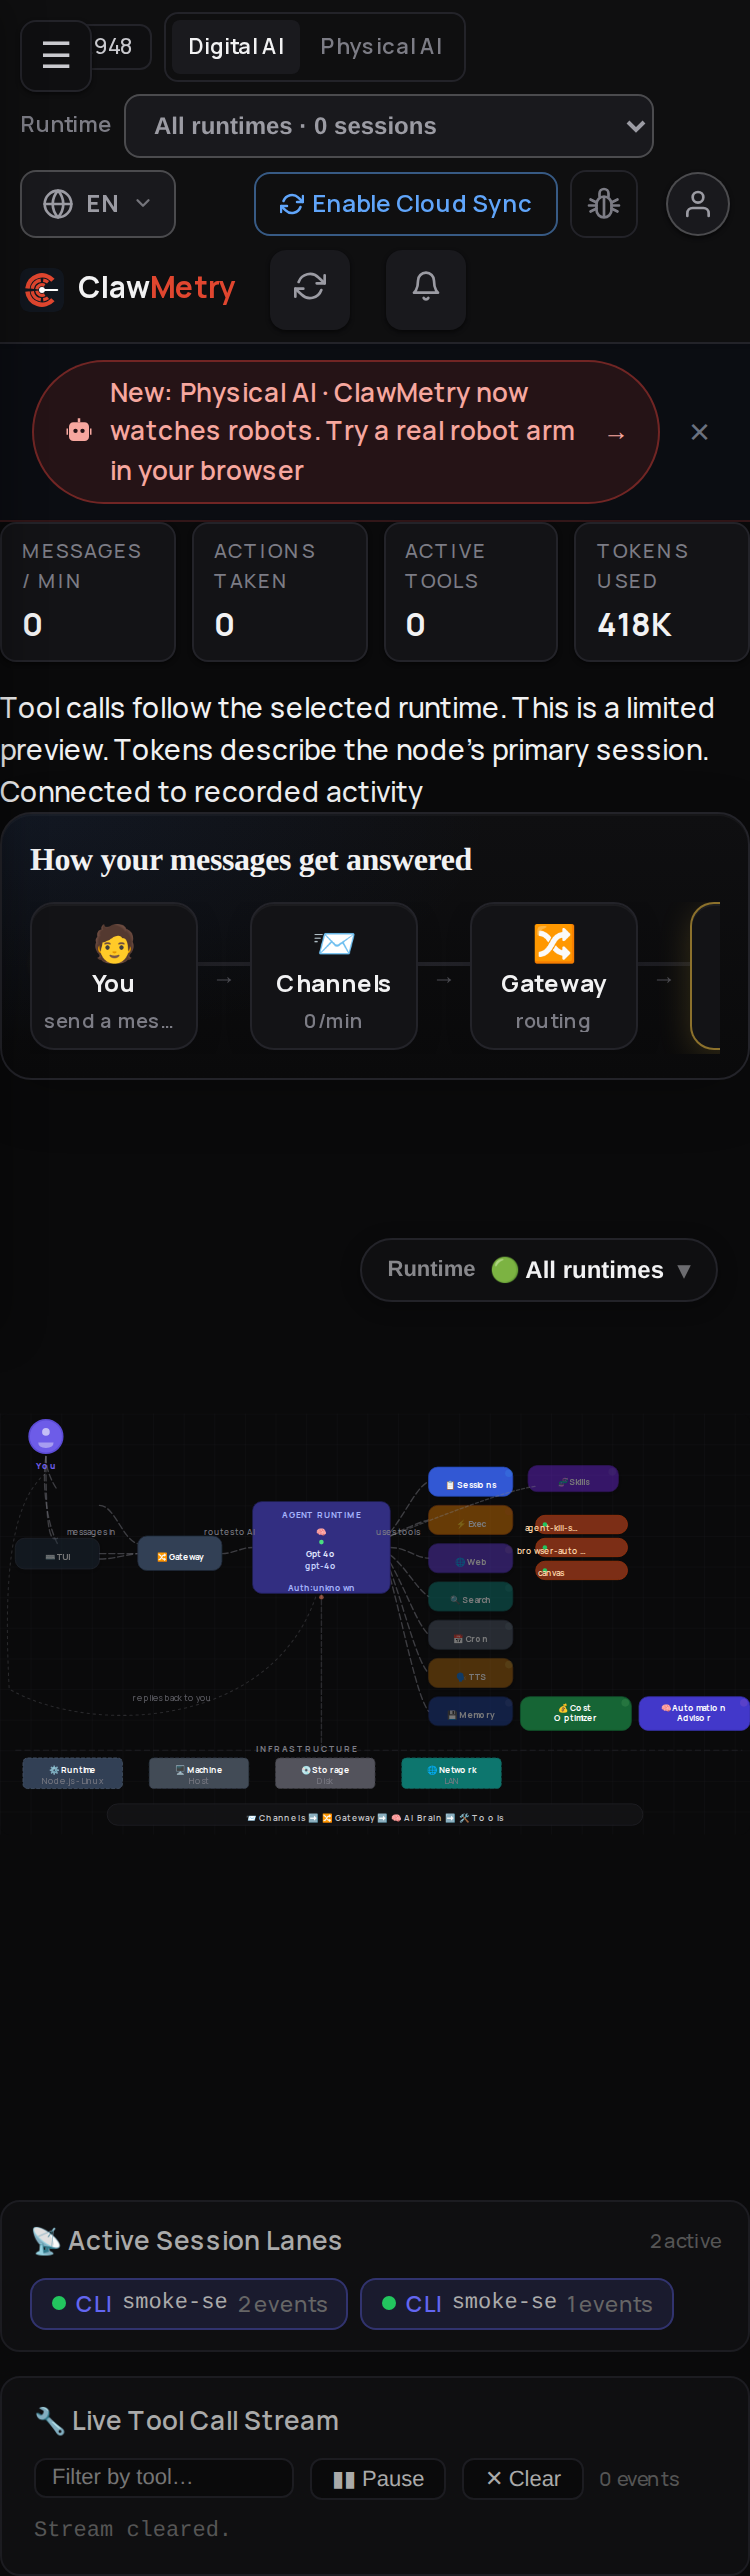 948
Digital AI
Physical AI
Runtime
All runtimes · 0 sessions
EN
Enable Cloud Sync
ClawMetry
New: Physical AI · ClawMetry now
watches robots. Try a real robot arm →
in your browser
×
MESSAGES
/ MIN
0
ACTIONS
TAKEN
0
ACTIVE
TOOLS
0
TOKENS
USED
418K
Tool calls follow the selected runtime. This is a limited
preview. Tokens describe the node's primary session.
Connected to recorded activity
How your messages get answered
You
send a mes...
→
Channels
0/min
→
Gateway
routing
→
Runtime 🟢 All runtimes ▾
You
messages in
TUI
Gateway
routes to AI
AGENT RUNTIME
Gpt 4o
gpt-4o
Auth:unknown
uses tools
Sessions
Exec
Web
Search
Cron
TTS
Memory
Skills
agent-kill-s...
browser-auto ...
canvas
Cost
Optimizer
Automation
Advisor
replies back to you
INFRASTRUCTURE
Runtime
Node.js - Linux
Machine
Host
Storage
Disk
Network
LAN
📨 Channels ➡️ 🔀 Gateway ➡️ 🧠 AI Brain ➡️ 🛠️ Tools
📡 Active Session Lanes
2 active
CLI smoke-se 2 events
CLI smoke-se 1 events
🔧 Live Tool Call Stream
Filter by tool…
▮▮ Pause
✕ Clear
0 events
Stream cleared.